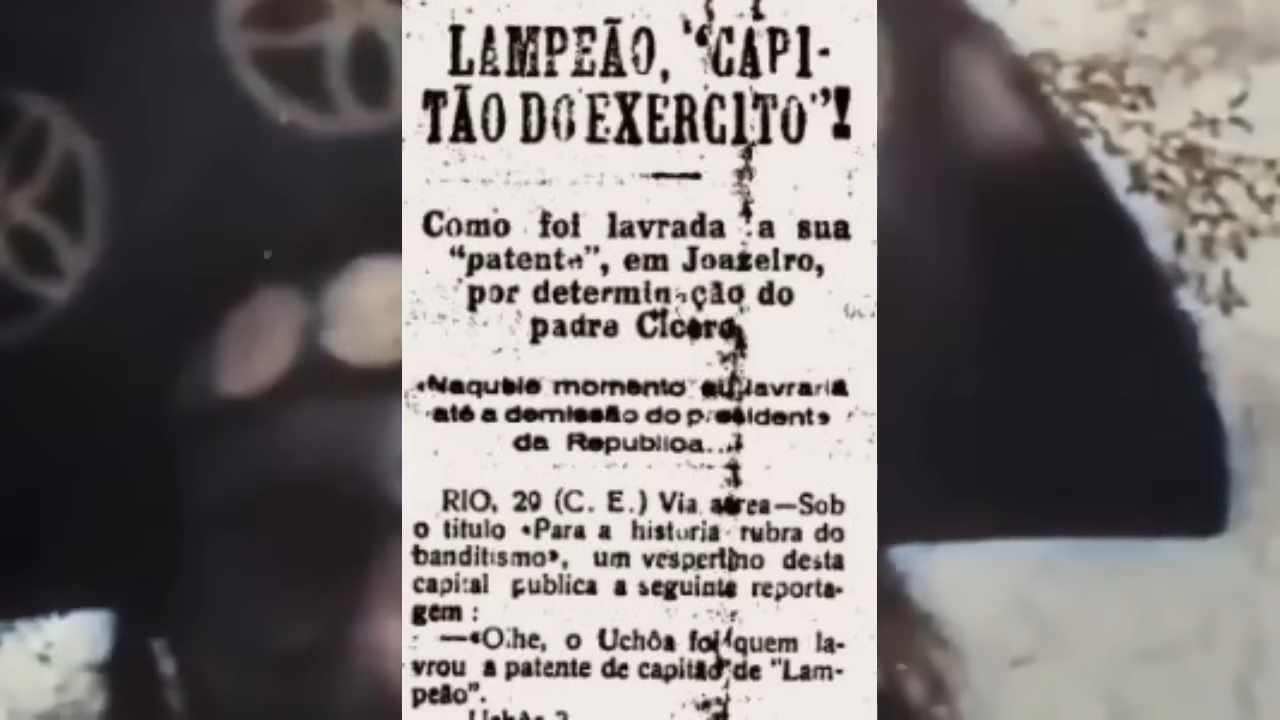 LAMPEÃO, "CAPI-
TÃO DO EXERCITO"!
Como foi lavrada a sua
"patente", em Joazeiro,
por determinação do
padre Cicero
«Naquele momento eu lavraria
até a demissão do presidente
da Republica...»
RIO, 29 (C. E.) Via aerea—Sob
o titulo «Para a historia rubra do
banditismo», um vespertino desta
capital publica a seguinte reporta-
gem :
—«Olhe, o Uchôa foi quem la-
vrou a patente de capitão de "Lam-
peão".
Uchôa ?